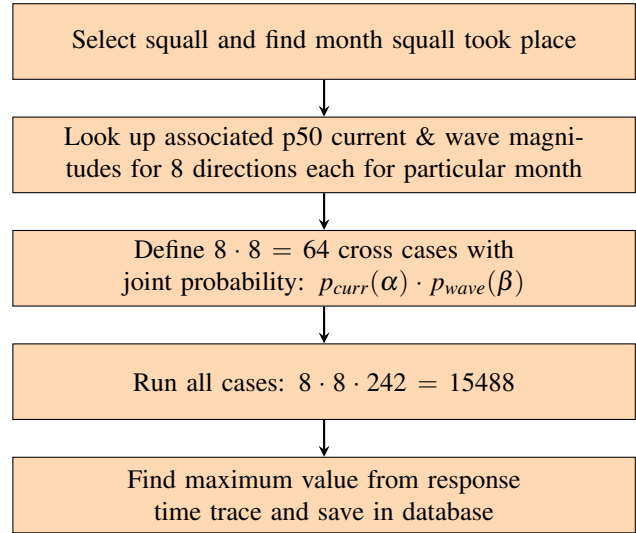 Select squall and find month squall took place
Look up associated p50 current & wave magni-
tudes for 8 directions each for particular month
Define 8 · 8 = 64 cross cases with
joint probability: p_curr(α) · p_wave(β)
Run all cases: 8 · 8 · 242 = 15488
Find maximum value from response
time trace and save in database